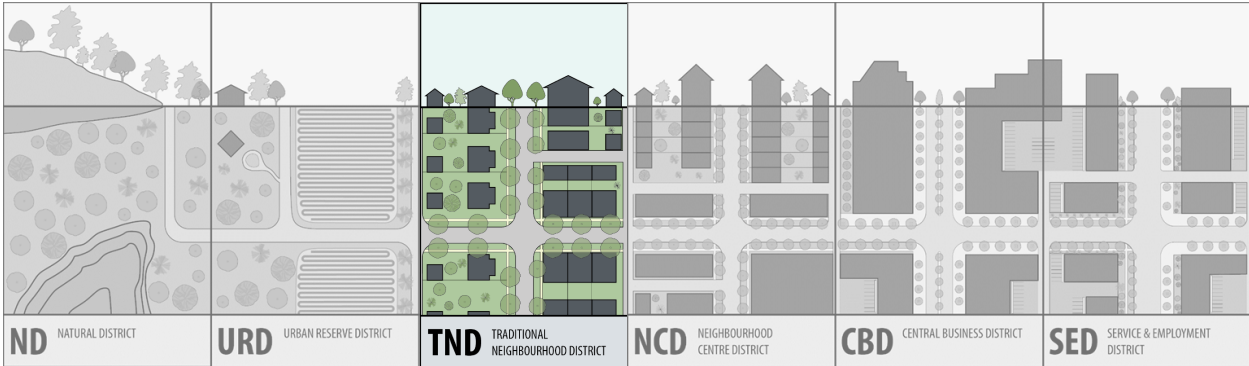 ND NATURAL DISTRICT
URD URBAN RESERVE DISTRICT
TND TRADITIONAL
NEIGHBOURHOOD DISTRICT
NCD NEIGHBOURHOOD
CENTRE DISTRICT
CBD CENTRAL BUSINESS DISTRICT
SED SERVICE & EMPLOYMENT
DISTRICT